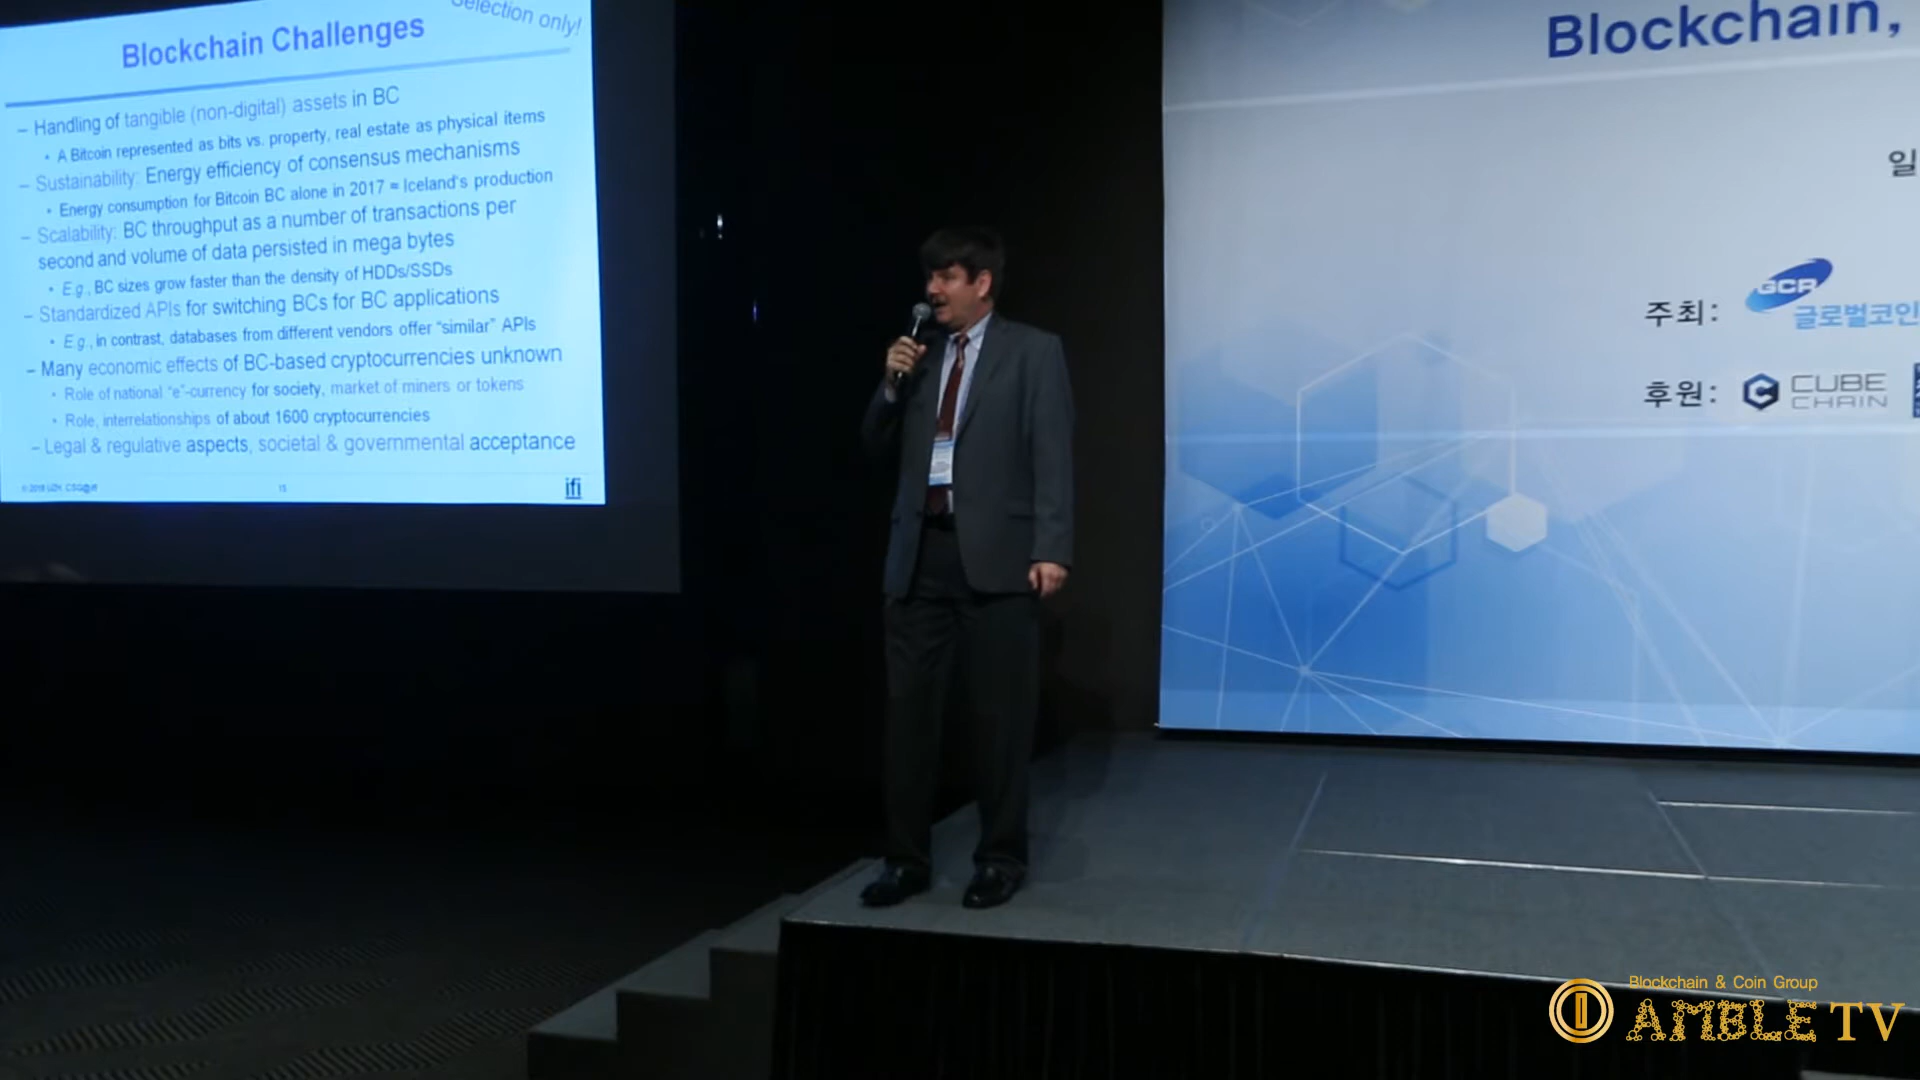 Selection only!
Blockchain Challenges
– Handling of tangible (non-digital) assets in BC
• A Bitcoin represented as bits vs. property, real estate as physical items
– Sustainability: Energy efficiency of consensus mechanisms
• Energy consumption for Bitcoin BC alone in 2017 = Iceland's production
– Scalability: BC throughput as a number of transactions per
second and volume of data persisted in mega bytes
• E.g., BC sizes grow faster than the density of HDDs/SSDs
– Standardized APIs for switching BCs for BC applications
• E.g., in contrast, databases from different vendors offer “similar” APIs
– Many economic effects of BC-based cryptocurrencies unknown
• Role of national “e”-currency for society, market of miners or tokens
• Role, interrelationships of about 1600 cryptocurrencies
– Legal & regulative aspects, societal & governmental acceptance
15
ifi
Blockchain,
일
주최:
GCR
글로벌코인
후원:
CUBE
CHAIN
Blockchain & Coin Group
AMBLE TV